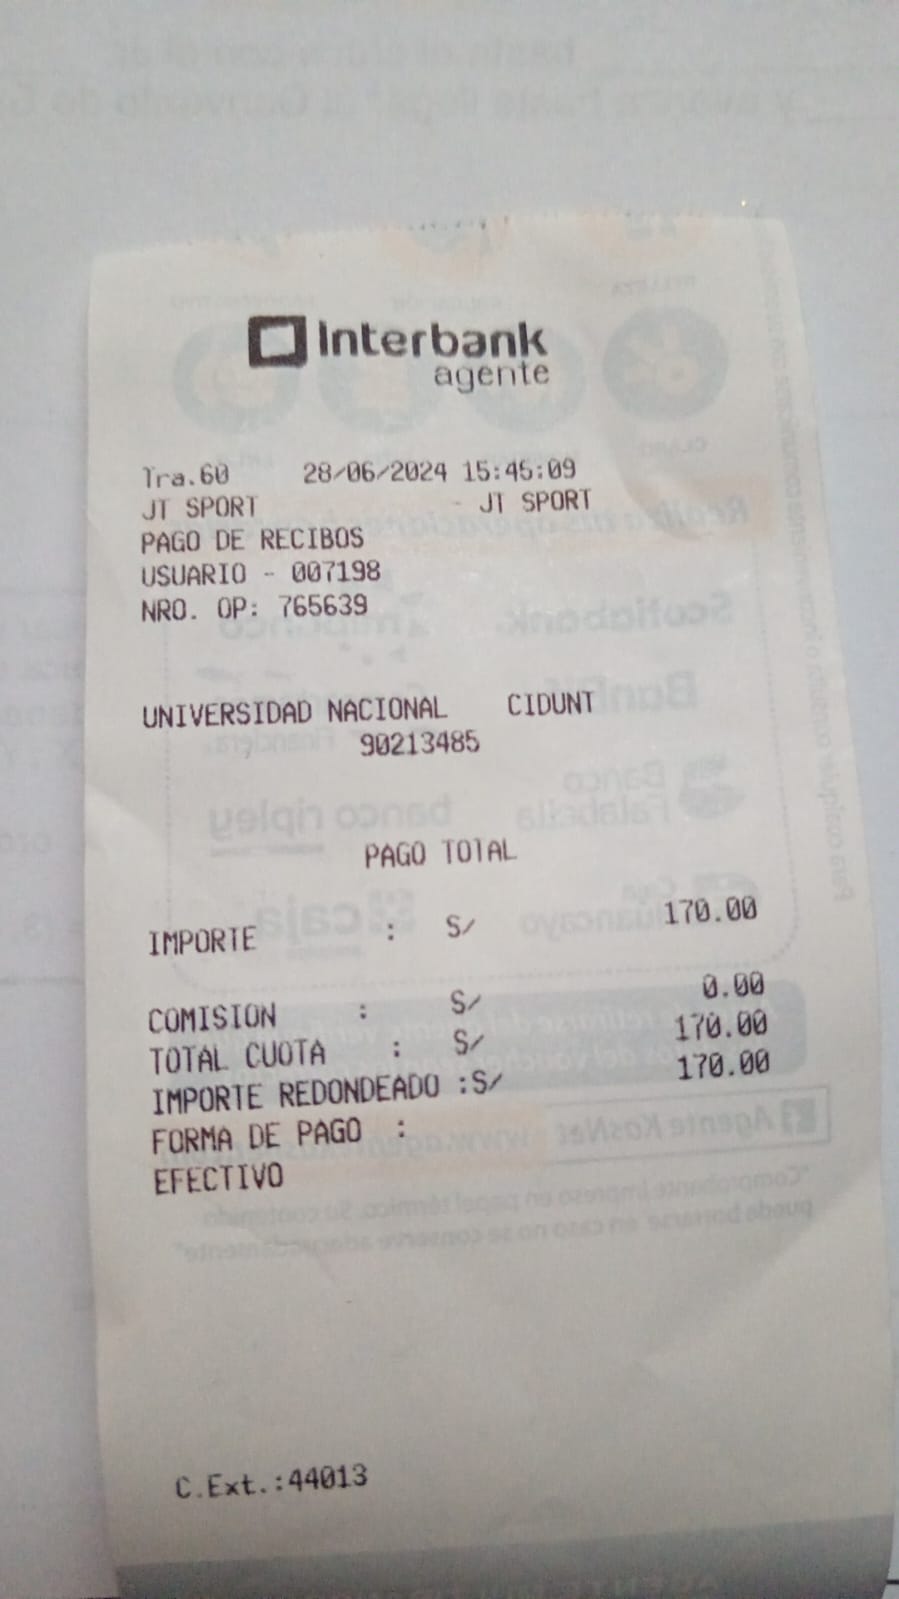 Interbank
agente
Tra.60 28/06/2024 15:45:09
JT SPORT - JT SPORT
PAGO DE RECIBOS
USUARIO - 007198
NRO. OP: 765639
UNIVERSIDAD NACIONAL CIDUNT
90213485
PAGO TOTAL
IMPORTE : S/ 170.00
COMISION : S/ 0.00
TOTAL CUOTA : S/ 170.00
IMPORTE REDONDEADO :S/ 170.00
FORMA DE PAGO :
EFECTIVO
C.Ext.:44013